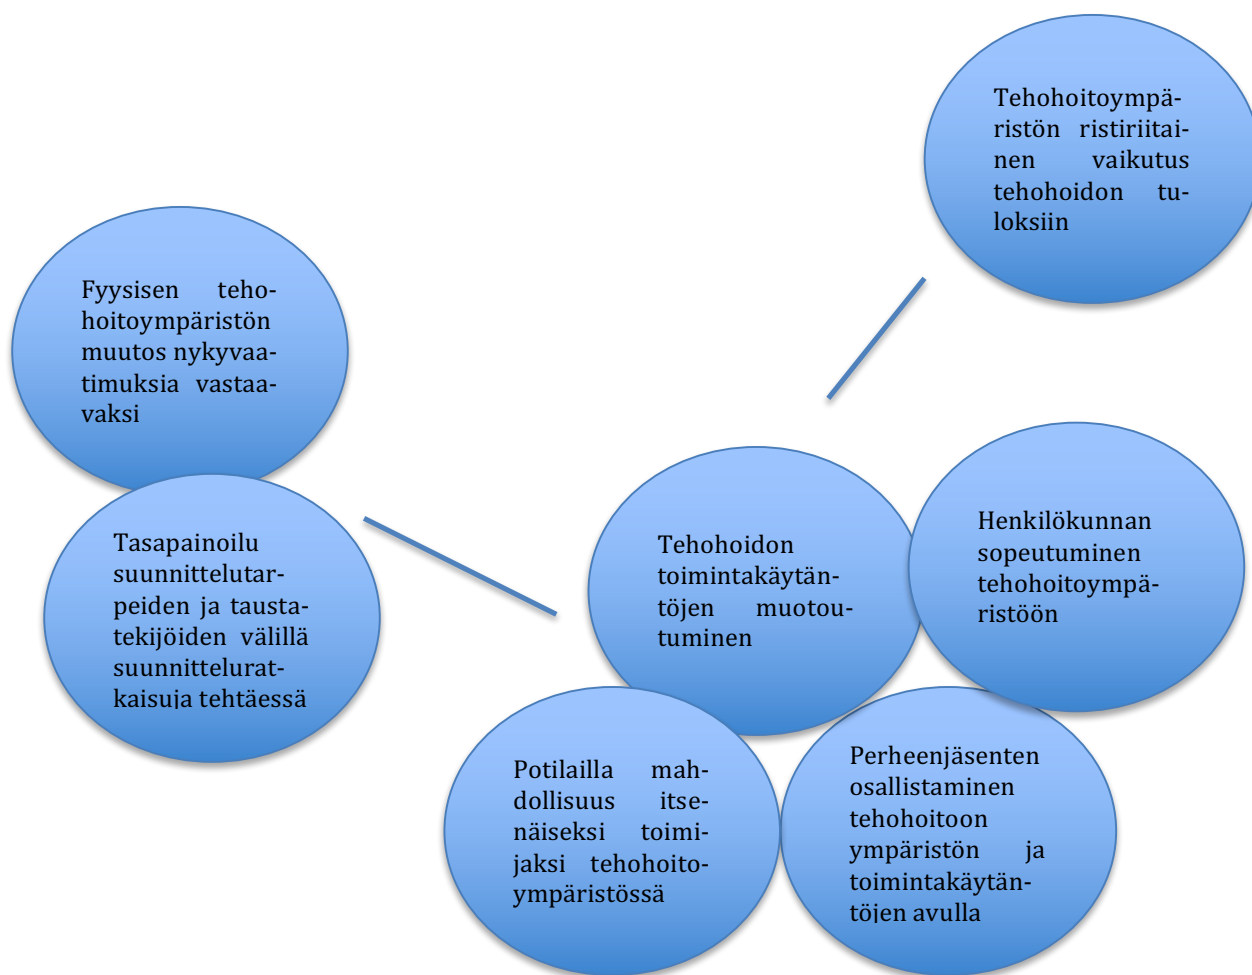 Tehohoitoympä-
ristön ristiriitai-
nen vaikutus
tehohoidon tu-
loksiin
Fyysisen teho-
hoitoympäristön
muutos nykyvaa-
timuksia vastaa-
vaksi
Tasapainoilu
suunnittelutar-
peiden ja tausta-
tekijöiden välillä
suunnittelurat-
kaisuja tehtäessä
Tehohoidon
toimintakäytän-
töjen muotou-
tuminen
Henkilökunnan
sopeutuminen
tehohoitoympä-
ristöön
Potilailla mah-
dollisuus itse-
näiseksi toimi-
jaksi tehohoito-
ympäristössä
Perheenjäsenten
osallistaminen
tehohoitoon
ympäristön ja
toimintakäytän-
töjen avulla